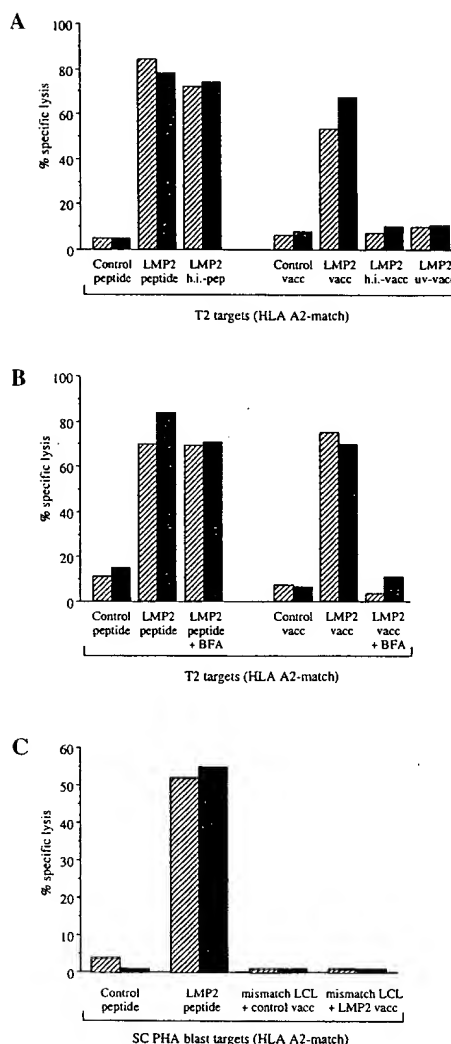 A
100
80
60
40
20
0
% specific lysis
Control peptide
LMP2 peptide
LMP2 h.i.-pep
Control vacc
LMP2 vacc
LMP2 h.i.-vacc
LMP2 uv-vacc
T2 targets (HLA A2-match)
B
100
80
60
40
20
0
% specific lysis
Control peptide
LMP2 peptide
LMP2 peptide + BFA
Control vacc
LMP2 vacc
LMP2 vacc + BFA
T2 targets (HLA A2-match)
C
60
50
40
30
20
10
0
% specific lysis
Control peptide
LMP2 peptide
mismatch LCL + control vacc
mismatch LCL + LMP2 vacc
SC PHA blast targets (HLA A2-match)